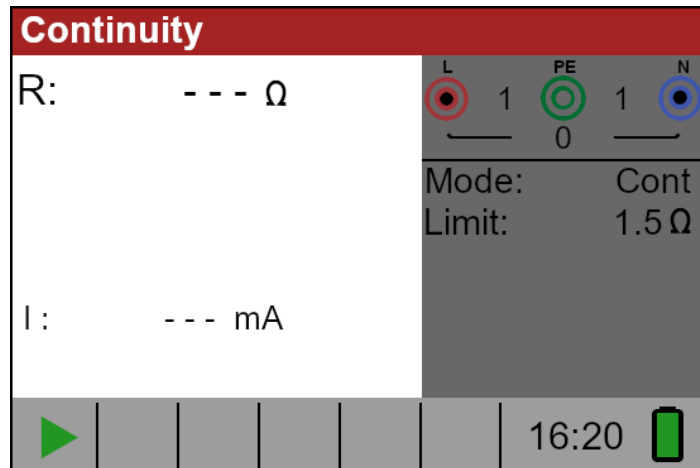 Continuity
R: --- Ω
I: --- mA
L PE N
1 1
0
Mode: Cont
Limit: 1.5 Ω
16:20